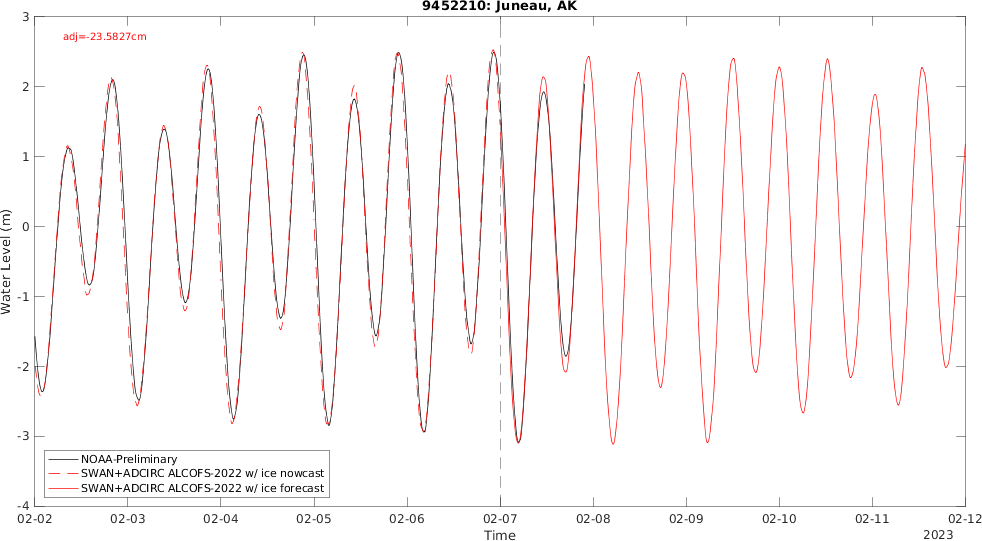 9452210: Juneau, AK
adj=-23.5827cm
Water Level (m)
3
2
1
0
-1
-2
-3
-4
NOAA-Preliminary
SWAN+ADCIRC ALCOFS-2022 w/ ice nowcast
SWAN+ADCIRC ALCOFS-2022 w/ ice forecast
02-02 02-03 02-04 02-05 02-06 02-07 02-08 02-09 02-10 02-11 02-12
Time
2023